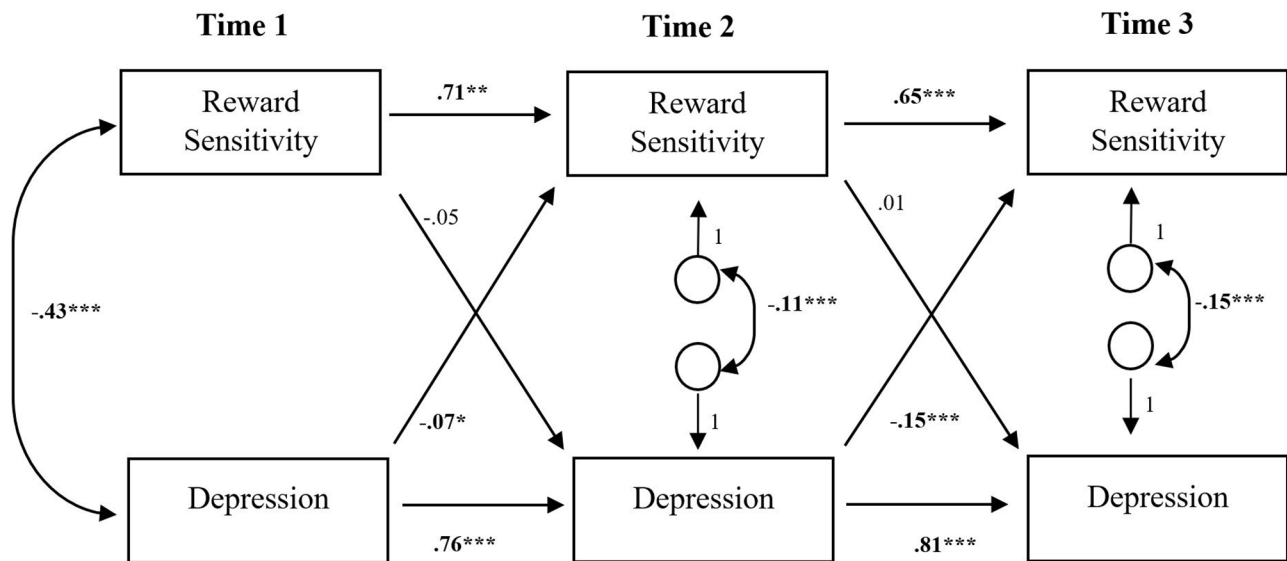 Time 1
Time 2
Time 3
Reward
Sensitivity
.71**
Reward
Sensitivity
.65***
Reward
Sensitivity
-.05
.01
1
1
-.43***
-.11***
-.15***
-.07*
1
-.15***
1
Depression
Depression
Depression
.76***
.81***